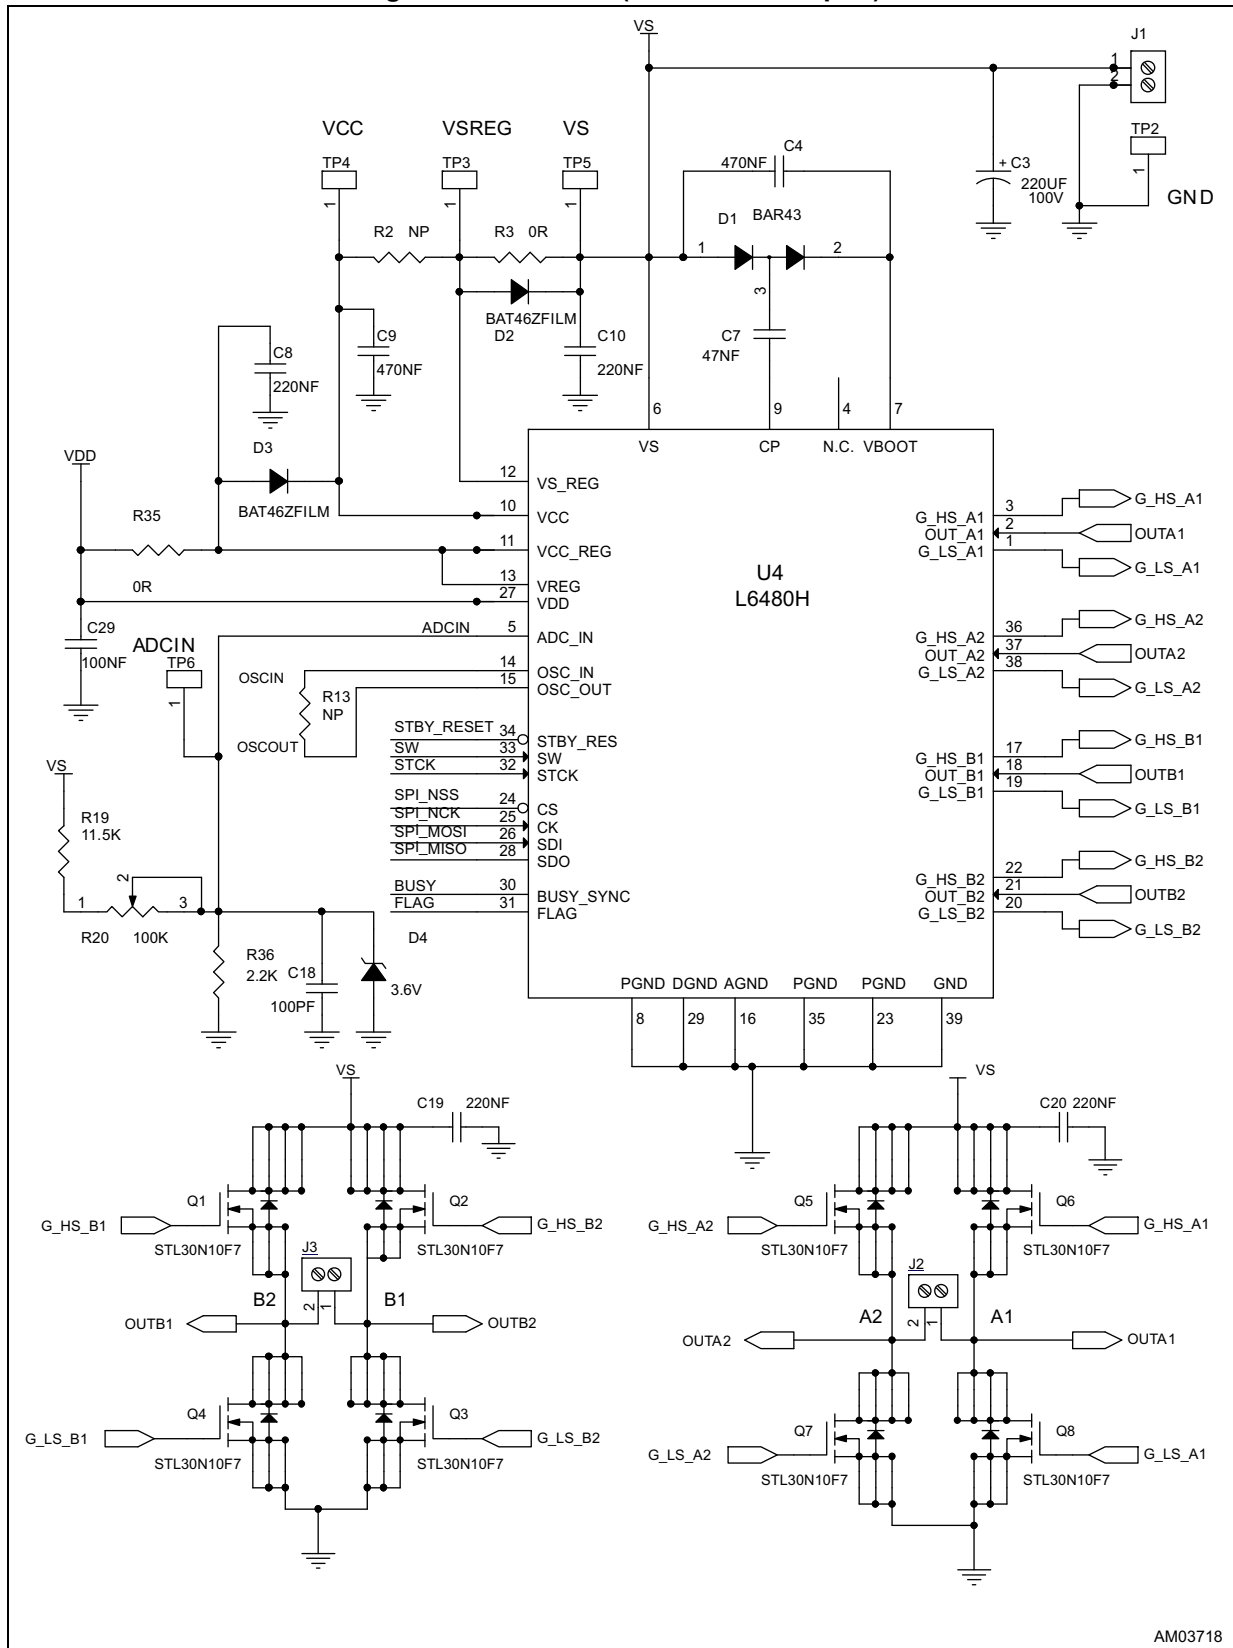 VS
J1
1
2
TP2
1
GND
+ C3
220UF
100V
VCC
VSREG
VS
TP4
TP3
TP5
1
1
1
C4
470NF
D1
BAR43
R2 NP
R3 0R
1
2
3
BAT46ZFILM
D2
C9
470NF
C10
220NF
C7
47NF
C8
220NF
6
9
4
7
VS
CP
N.C.
VBOOT
D3
BAT46ZFILM
VDD
R35
0R
C29
100NF
12
VS_REG
10
VCC
11
VCC_REG
13
VREG
27
VDD
ADCIN
5
ADC_IN
14
OSC_IN
15
OSC_OUT
ADCIN
TP6
1
OSCIN
R13
NP
OSCOUT
STBY_RESET
34
STBY_RES
SW
33
SW
STCK
32
STCK
SPI_NSS
24
CS
SPI_NCK
25
CK
SPI_MOSI
26
SDI
SPI_MISO
28
SDO
BUSY
30
BUSY_SYNC
FLAG
31
FLAG
U4
L6480H
G_HS_A1
3
G_HS_A1
OUT_A1
2
OUTA1
G_LS_A1
1
G_LS_A1
G_HS_A2
36
G_HS_A2
OUT_A2
37
OUTA2
G_LS_A2
38
G_LS_A2
G_HS_B1
17
G_HS_B1
OUT_B1
18
OUTB1
G_LS_B1
19
G_LS_B1
G_HS_B2
22
G_HS_B2
OUT_B2
21
OUTB2
G_LS_B2
20
G_LS_B2
VS
R19
11.5K
1
2
3
R20
100K
R36
2.2K
C18
100PF
D4
3.6V
PGND
DGND
AGND
PGND
PGND
GND
8
29
16
35
23
39
VS
C19
220NF
Q1
Q2
G_HS_B1
G_HS_B2
STL30N10F7
STL30N10F7
J3
2
1
B2
B1
OUTB1
OUTB2
Q4
Q3
G_LS_B1
G_LS_B2
STL30N10F7
STL30N10F7
VS
C20 220NF
Q5
Q6
G_HS_A2
G_HS_A1
STL30N10F7
STL30N10F7
J2
2
1
A2
A1
OUTA2
OUTA1
Q7
Q8
G_LS_A2
G_LS_A1
STL30N10F7
STL30N10F7
AM03718